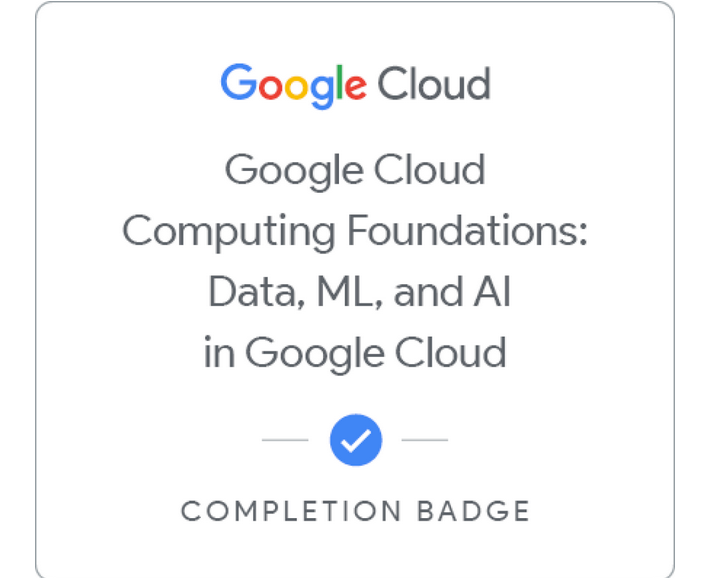 Google Cloud
Google Cloud
Computing Foundations:
Data, ML, and AI
in Google Cloud
COMPLETION BADGE